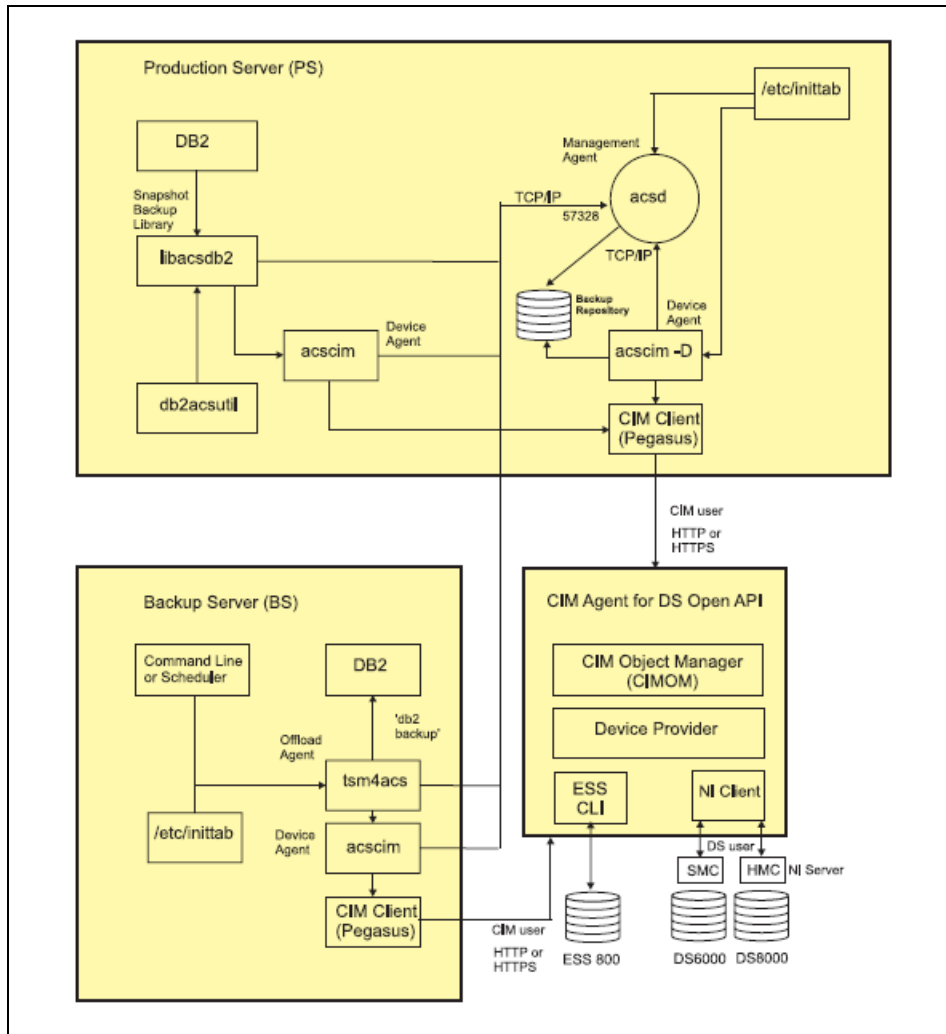 Production Server (PS)
/etc/inittab
DB2
Management
Agent
Snapshot
Backup
Library
TCP/IP
57328
acsd
TCP/IP
libacsdb2
Backup
Repository
Device
Agent
Device
Agent
acscim
acscim -D
db2acsutil
CIM Client
(Pegasus)
CIM user
HTTP or
HTTPS
Backup Server (BS)
CIM Agent for DS Open API
Command Line
or Scheduler
DB2
CIM Object Manager
(CIMOM)
'db2
backup'
Device Provider
Offload
Agent
tsm4acs
ESS
CLI
NI Client
/etc/inittab
Device
Agent
acscim
DS user
SMC
HMC
NI Server
CIM Client
(Pegasus)
CIM user
HTTP or
HTTPS
ESS 800
DS6000
DS8000